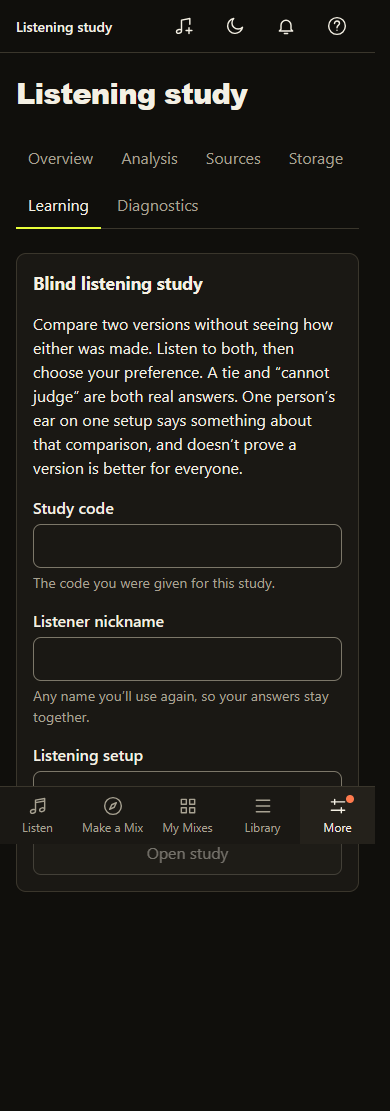 Listening study
Listening study
Overview Analysis Sources Storage
Learning Diagnostics
Blind listening study
Compare two versions without seeing how
either was made. Listen to both, then
choose your preference. A tie and “cannot
judge” are both real answers. One person’s
ear on one setup says something about
that comparison, and doesn’t prove a
version is better for everyone.
Study code
The code you were given for this study.
Listener nickname
Any name you’ll use again, so your answers stay
together.
Listening setup
Listen Make a Mix My Mixes Library More
Open study